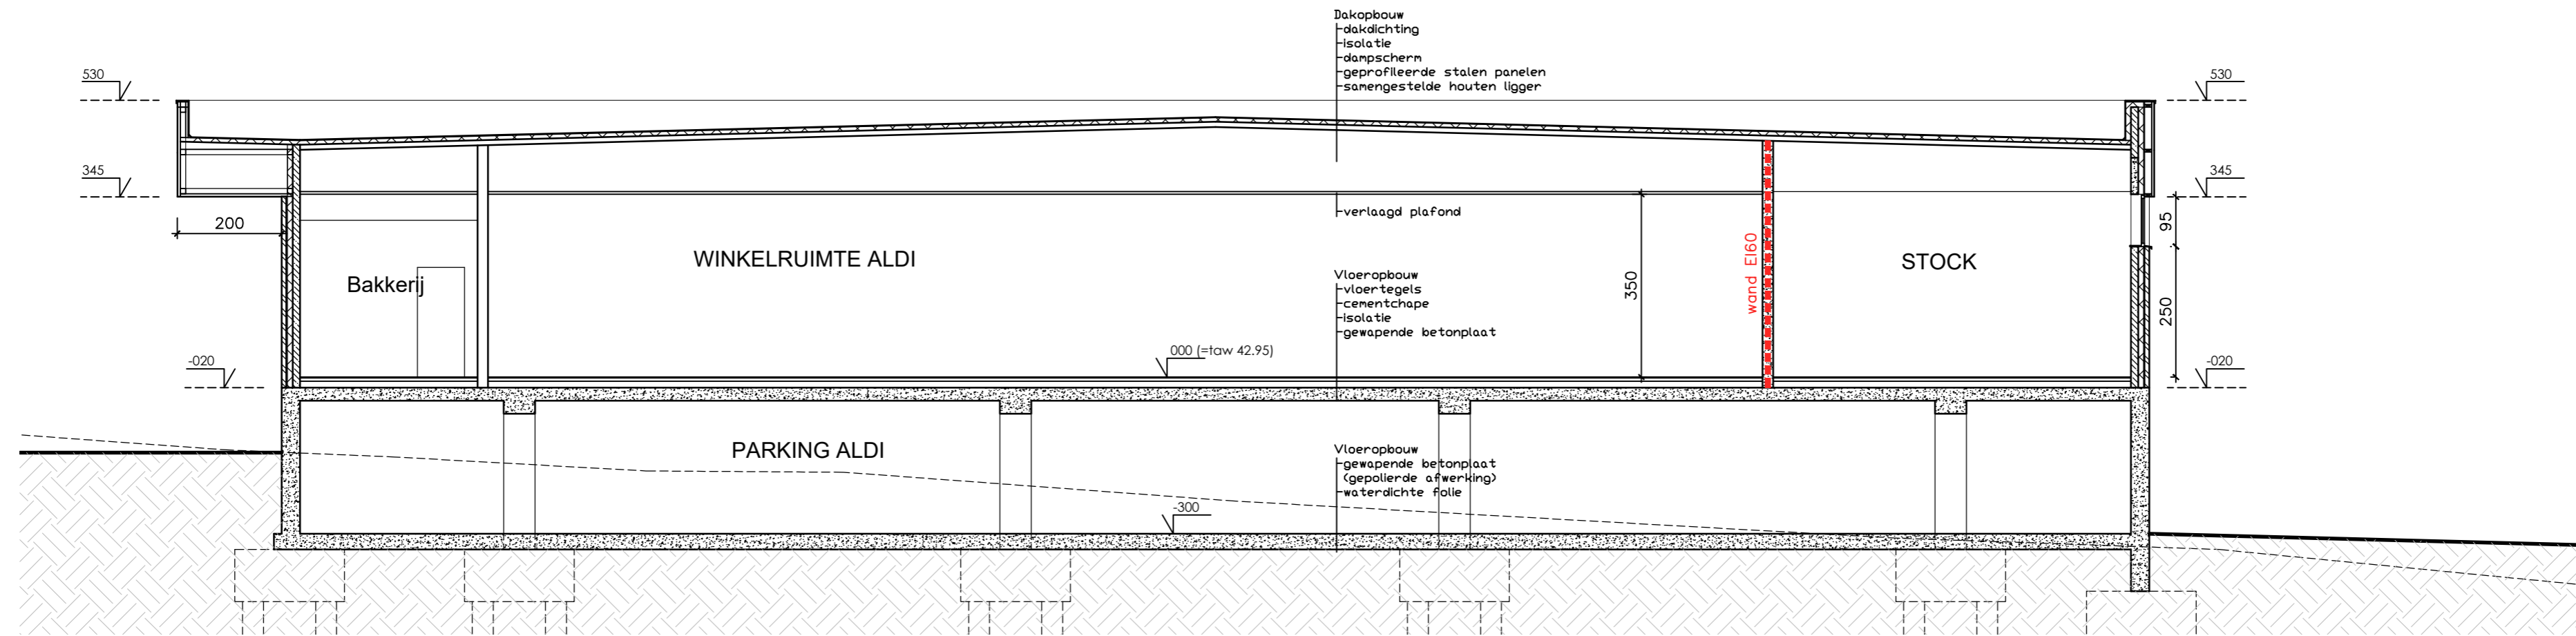 Dakopbouw
dakdichting
isolatie
dampscherm
geprofileerde stalen panelen
samengestelde houten ligger
530
530
345
345
200
verlaagd plafond
95
WINKELRUIMTE ALDI
STOCK
Bakkerij
wand EI60
350
250
Vloeropbouw
vloertegels
cementchape
isolatie
gewapende betonplaat
-020
000 (=taw 42.95)
-020
PARKING ALDI
Vloeropbouw
gewapende betonplaat
(gepolierde afwerking)
waterdichte folie
-300